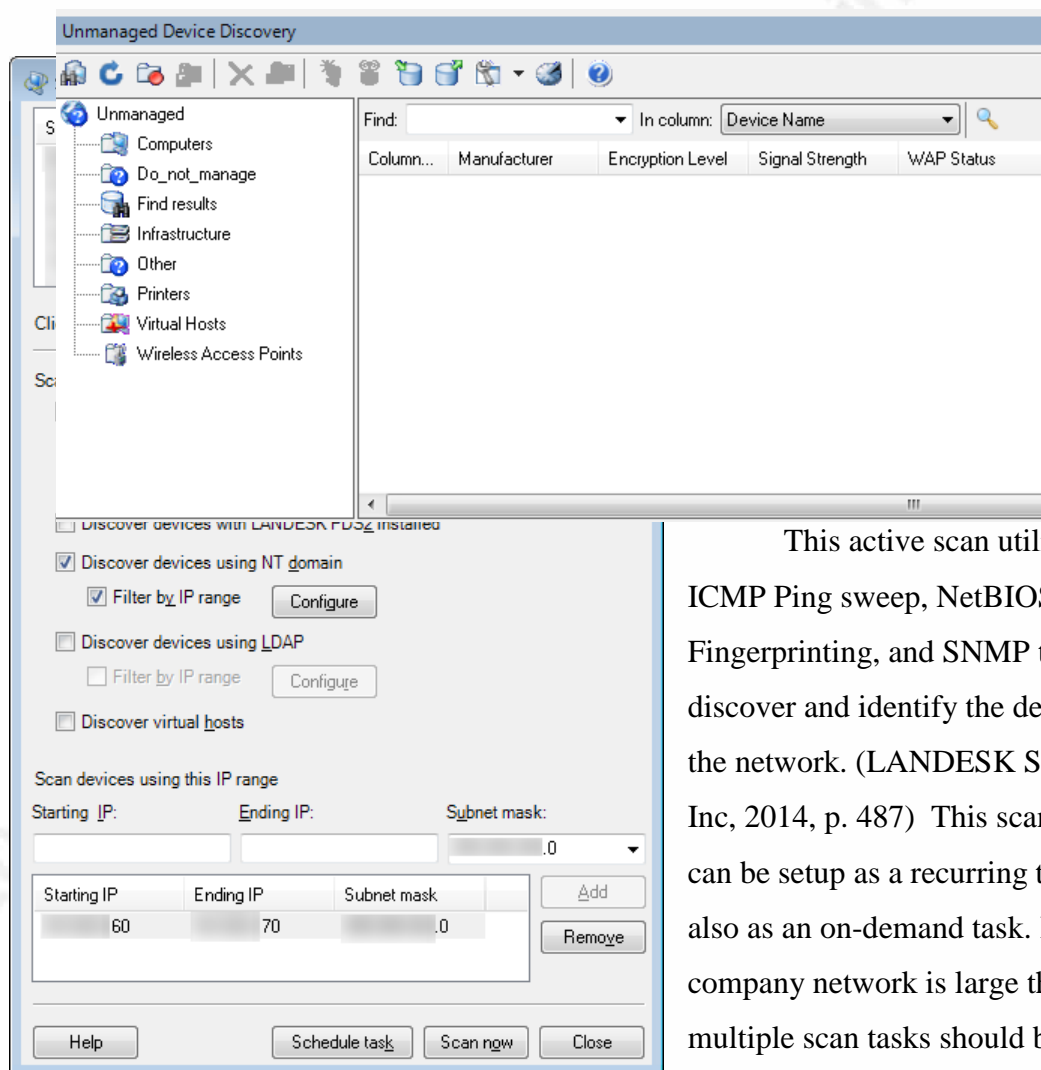 Unmanaged Device Discovery
Unmanaged
Computers
Do_not_manage
Find results
Infrastructure
Other
Printers
Virtual Hosts
Wireless Access Points
Find: In column: Device Name
Column... Manufacturer Encryption Level Signal Strength WAP Status
S
Cli
Sca
Discover devices with LANDESK PDS2 installed
Discover devices using NT domain
Filter by IP range Configure
Discover devices using LDAP
Filter by IP range Configure
Discover virtual hosts
Scan devices using this IP range
Starting IP: Ending IP: Subnet mask:
.0
Starting IP Ending IP Subnet mask Add
60 70 .0
Remove
Help Schedule task Scan now Close
This active scan util
ICMP Ping sweep, NetBIOS
Fingerprinting, and SNMP t
discover and identify the de
the network. (LANDESK S
Inc, 2014, p. 487) This scan
can be setup as a recurring t
also as an on-demand task.
company network is large th
multiple scan tasks should b